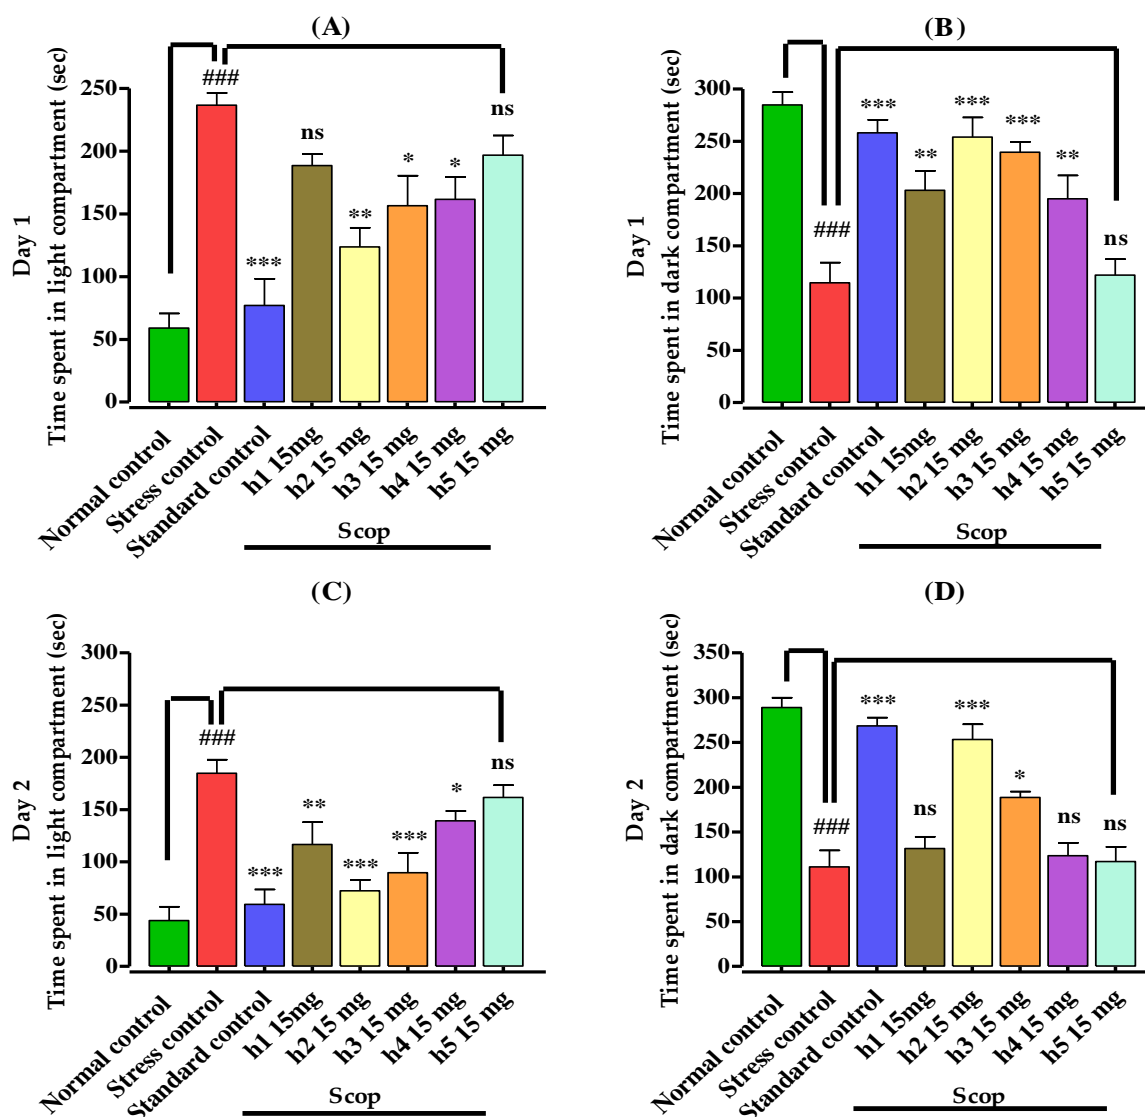 (A)
Day 1
Time spent in light compartment (sec)
250
200
150
100
50
0
###
***
ns
**
*
*
ns
Normal control
Stress control
Standard control
h1 15mg
h2 15 mg
h3 15 mg
h4 15 mg
h5 15 mg
Scop
(B)
Day 1
Time spent in dark compartment (sec)
300
250
200
150
100
50
0
###
***
**
***
***
**
ns
Normal control
Stress control
Standard control
h1 15mg
h2 15 mg
h3 15 mg
h4 15 mg
h5 15 mg
Scop
(C)
Day 2
Time spent in light compartment (sec)
300
250
200
150
100
50
0
###
***
**
***
***
*
ns
Normal control
Stress control
Standard control
h1 15mg
h2 15 mg
h3 15 mg
h4 15 mg
h5 15 mg
Scop
(D)
Day 2
Time spent in dark compartment (sec)
350
300
250
200
150
100
50
0
###
***
ns
***
*
ns
ns
Normal control
Stress control
Standard control
h1 15mg
h2 15 mg
h3 15 mg
h4 15 mg
h5 15 mg
Scop